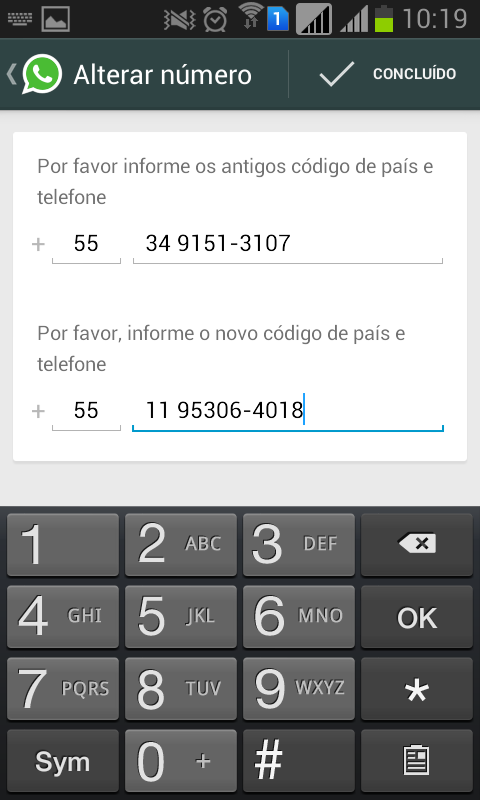 1 10:19
Alterar número CONCLUÍDO
Por favor informe os antigos código de país e
telefone
+ 55 34 9151-3107
Por favor, informe o novo código de país e
telefone
+ 55 11 95306-4018
1 2 ABC 3 DEF
4 GHI 5 JKL 6 MNO OK
7 PQRS 8 TUV 9 WXYZ *
Sym 0 + #